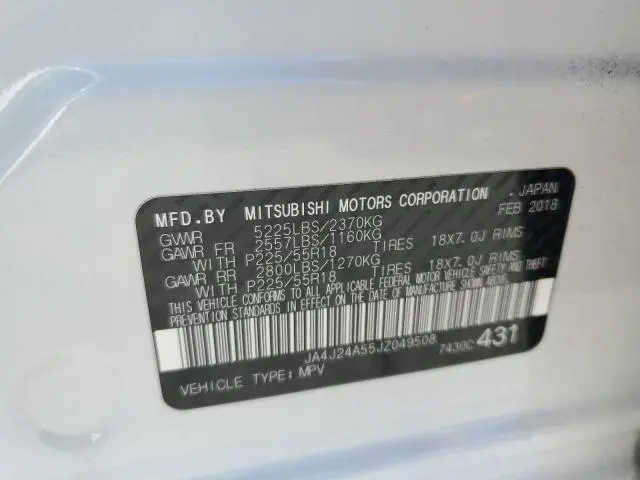 MFD.BY MITSUBISHI MOTORS CORPORATION . JAPAN
GVWR 5225LBS/2370KG FEB 2018
GAWR FR 2557LBS/1160KG
WITH P225/55R18 TIRES 18X7.0J RIMS
GAWR RR 2800LBS/1270KG
WITH P225/55R18 TIRES 18X7.0J RIMS
THIS VEHICLE CONFORMS TO ALL APPLICABLE FEDERAL MOTOR VEHICLE SAFETY AND THEFT
PREVENTION STANDARDS IN EFFECT ON THE DATE OF MANUFACTURE SHOWN ABOVE.
JA4J24A55JZ049508 7430C 431
VEHICLE TYPE: MPV